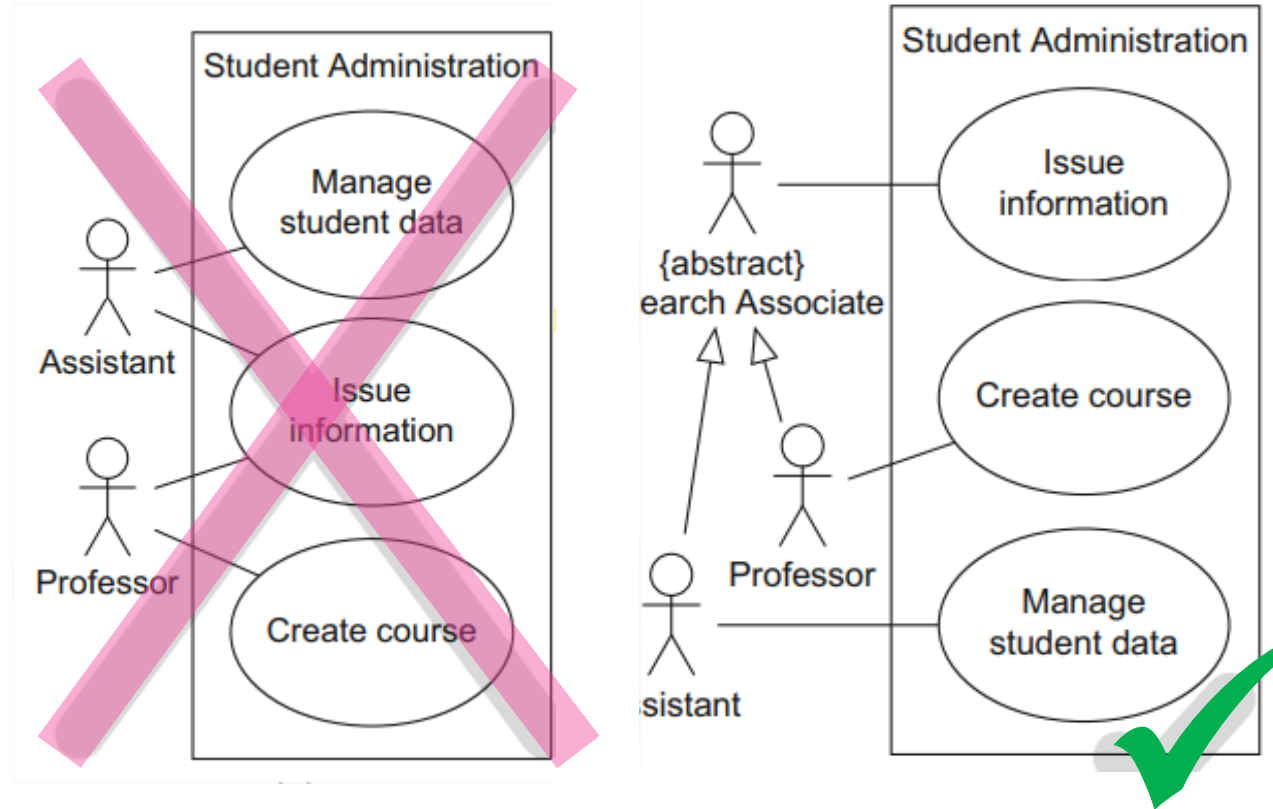 Student Administration
Manage
student data
Assistant
Issue
information
Professor
Create course
Student Administration
Issue
information
{abstract}
earch Associate
Create course
Professor
Manage
student data
sistant